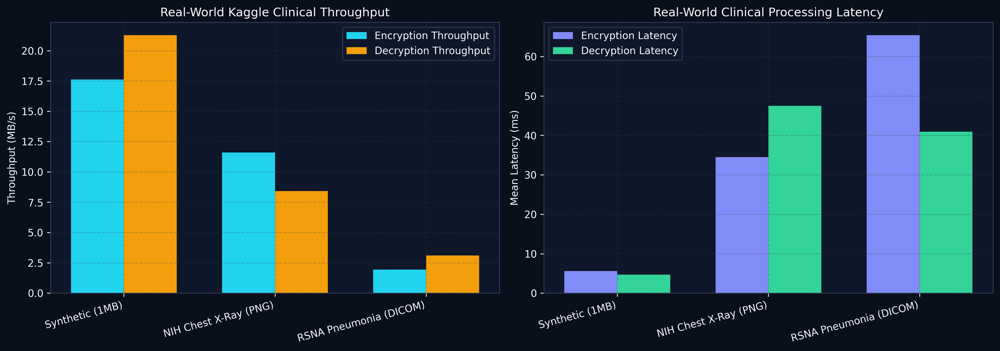 Real-World Kaggle Clinical Throughput
Encryption Throughput
Decryption Throughput
Throughput (MB/s)
20.0
17.5
15.0
12.5
10.0
7.5
5.0
2.5
0.0
Synthetic (1MB)
NIH Chest X-Ray (PNG)
RSNA Pneumonia (DICOM)
Real-World Clinical Processing Latency
Encryption Latency
Decryption Latency
Mean Latency (ms)
60
50
40
30
20
10
0
Synthetic (1MB)
NIH Chest X-Ray (PNG)
RSNA Pneumonia (DICOM)